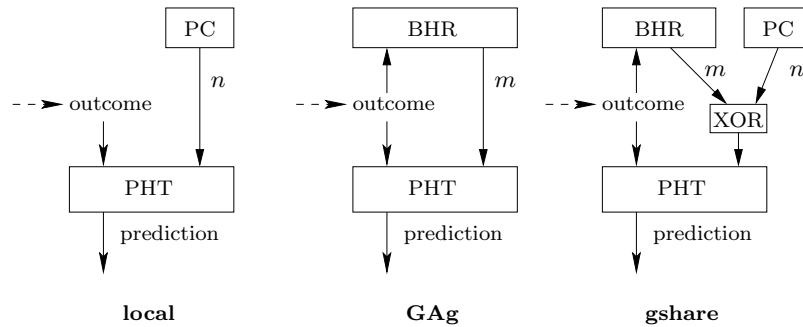 PC
n
outcome
PHT
prediction
local
BHR
m
outcome
PHT
prediction
GAg
BHR
PC
m
n
outcome
XOR
PHT
prediction
gshare